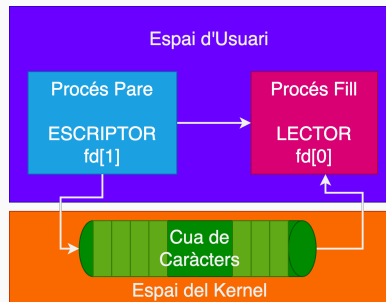 Espai d'Usuari
Procés Pare
ESCRIPTOR
fd[1]
Procés Fill
LECTOR
fd[0]
Cua de
Caràcters
Espai del Kernel